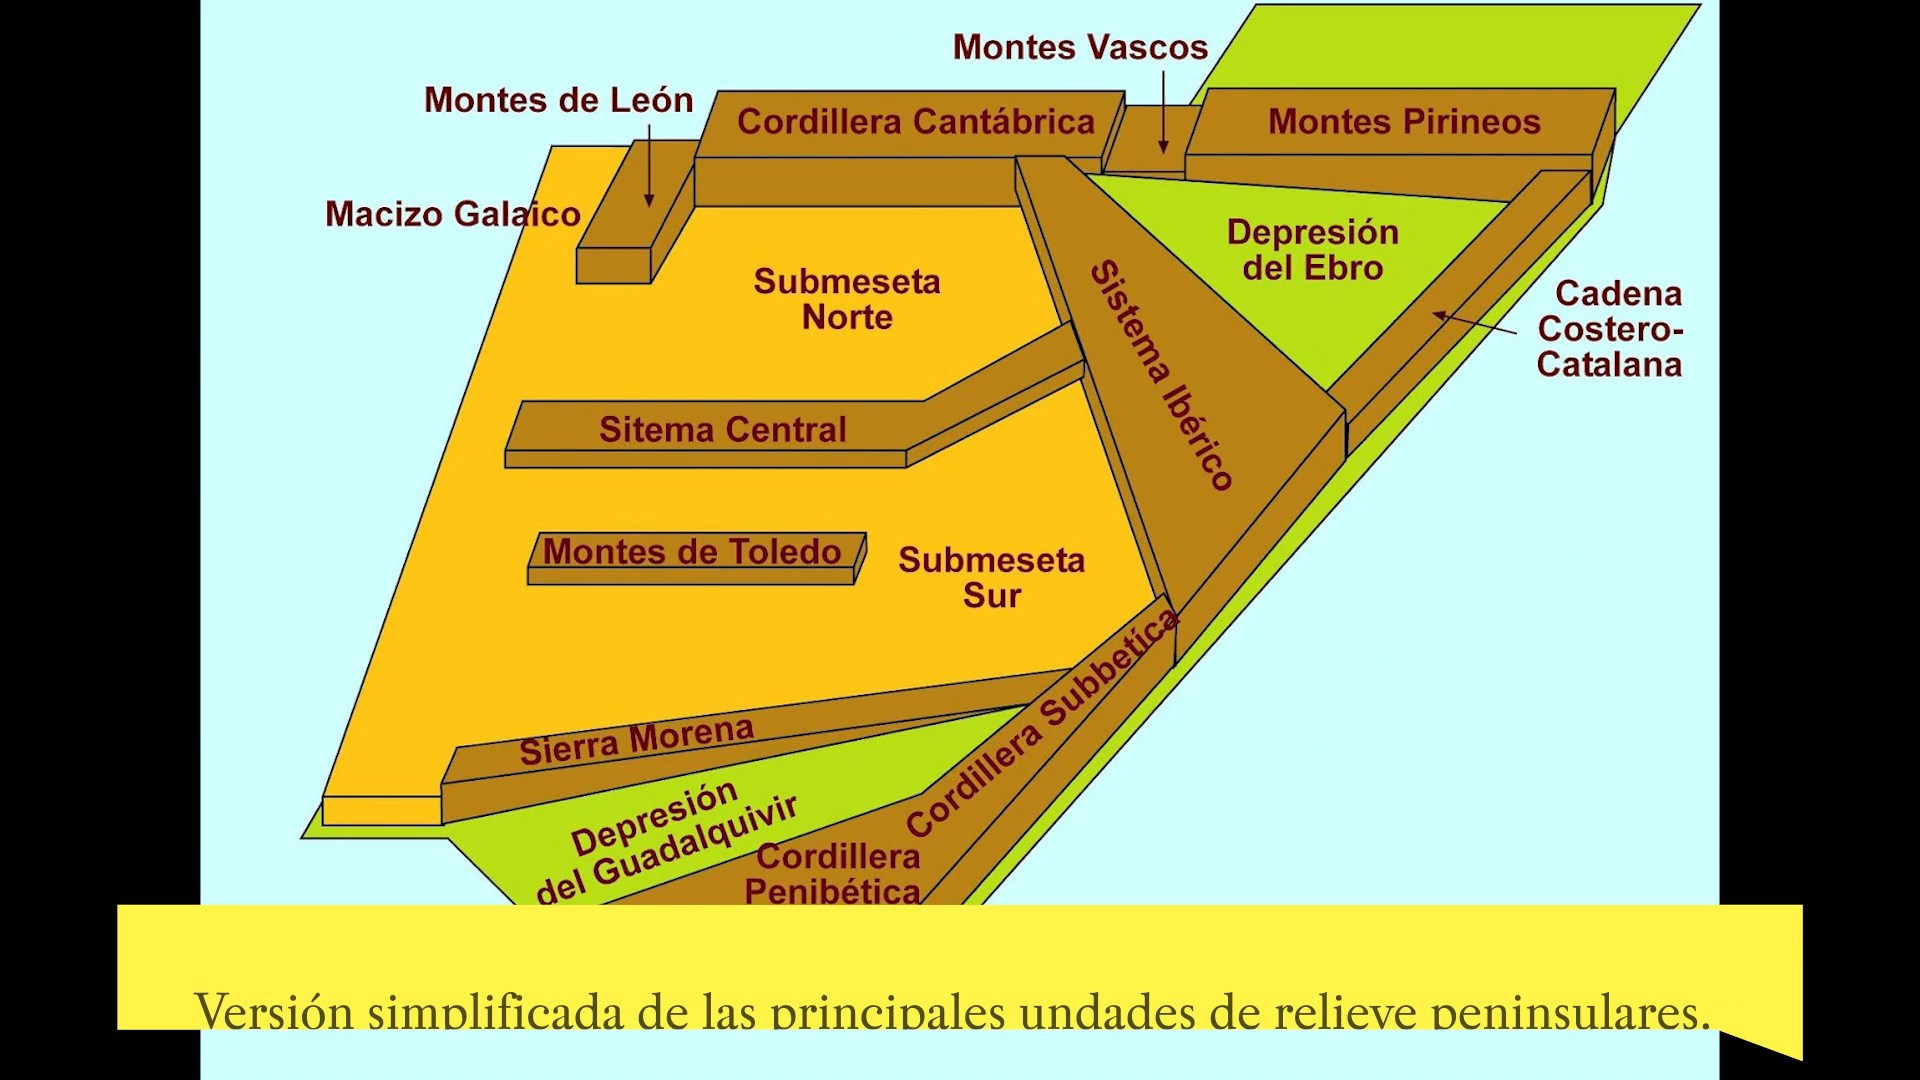 Montes Vascos
Montes de León
Cordillera Cantábrica
Montes Pirineos
Macizo Galaico
Depresión
del Ebro
Submeseta
Norte
Cadena
Costero-
Catalana
Sistema Ibérico
Sitema Central
Montes de Toledo
Submeseta
Sur
Cordillera Subbetíca
Sierra Morena
Depresión
del Guadalquivir
Cordillera
Penibética
Versión simplificada de las principales undades de relieve peninsulares.